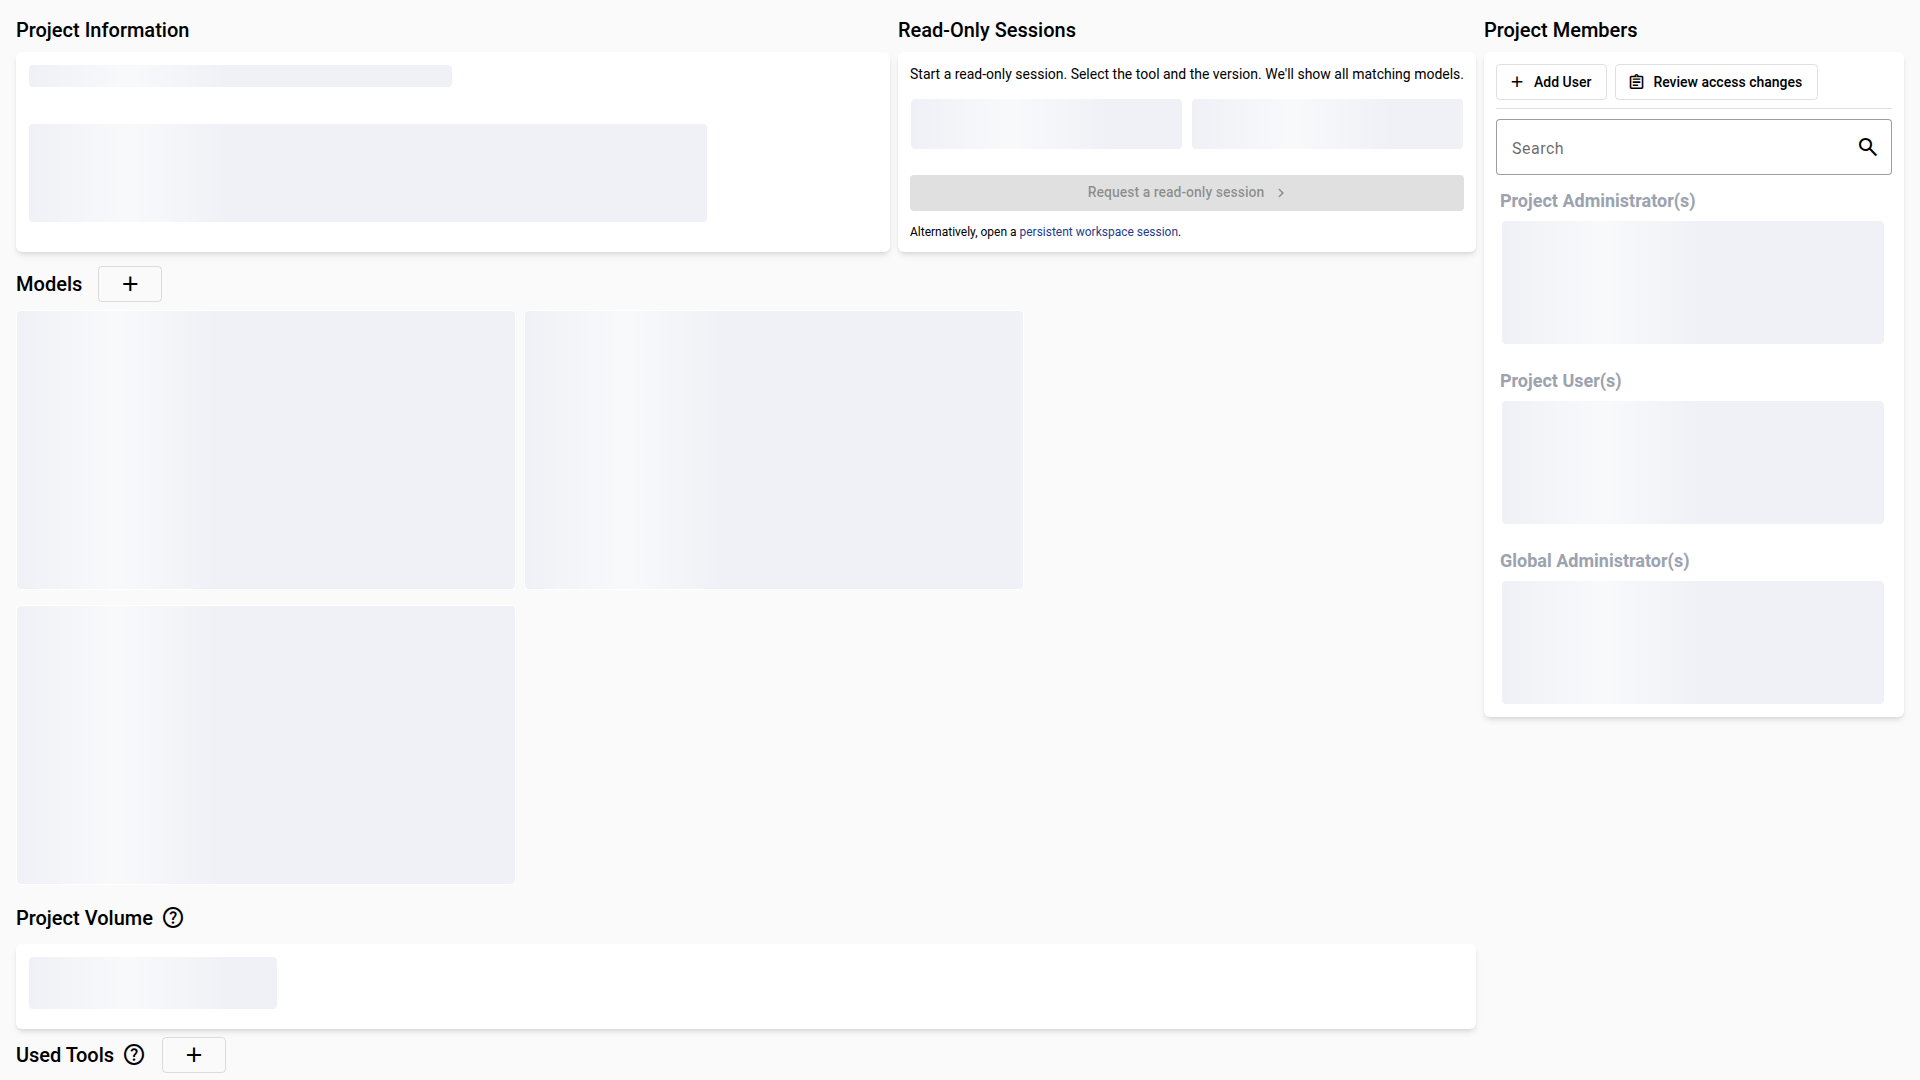 Project Information
Read-Only Sessions
Start a read-only session. Select the tool and the version. We'll show all matching models.
Request a read-only session
Alternatively, open a persistent workspace session.
Project Members
Add User
Review access changes
Search
Project Administrator(s)
Project User(s)
Global Administrator(s)
Models
Project Volume
Used Tools